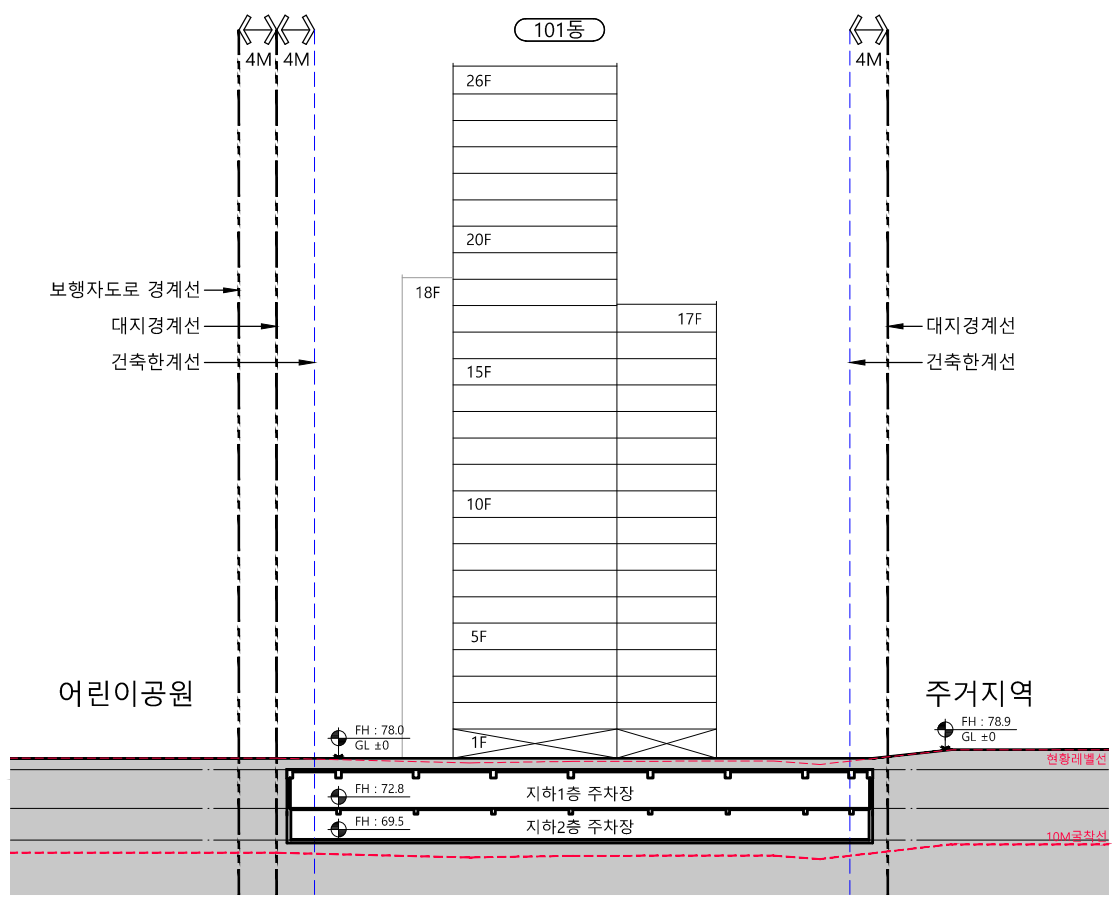 101동
4M 4M
4M
26F
20F
18F
17F
15F
10F
5F
1F
보행자도로 경계선
대지경계선
건축한계선
대지경계선
건축한계선
어린이공원
주거지역
FH : 78.0
GL ±0
FH : 78.9
GL ±0
현황레벨선
FH : 72.8
지하1층 주차장
FH : 69.5
지하2층 주차장
10M굴착선